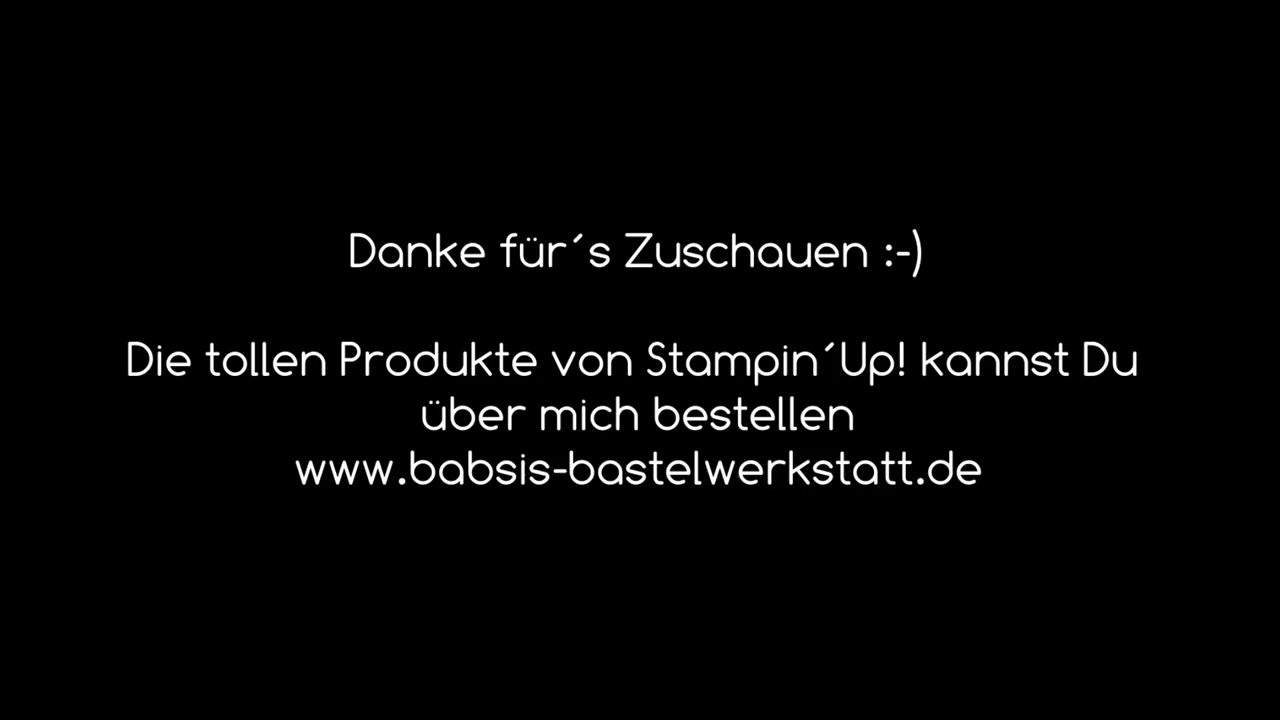 Danke für´s Zuschauen :-)
Die tollen Produkte von Stampin´Up! kannst Du
über mich bestellen
www.babsis-bastelwerkstatt.de